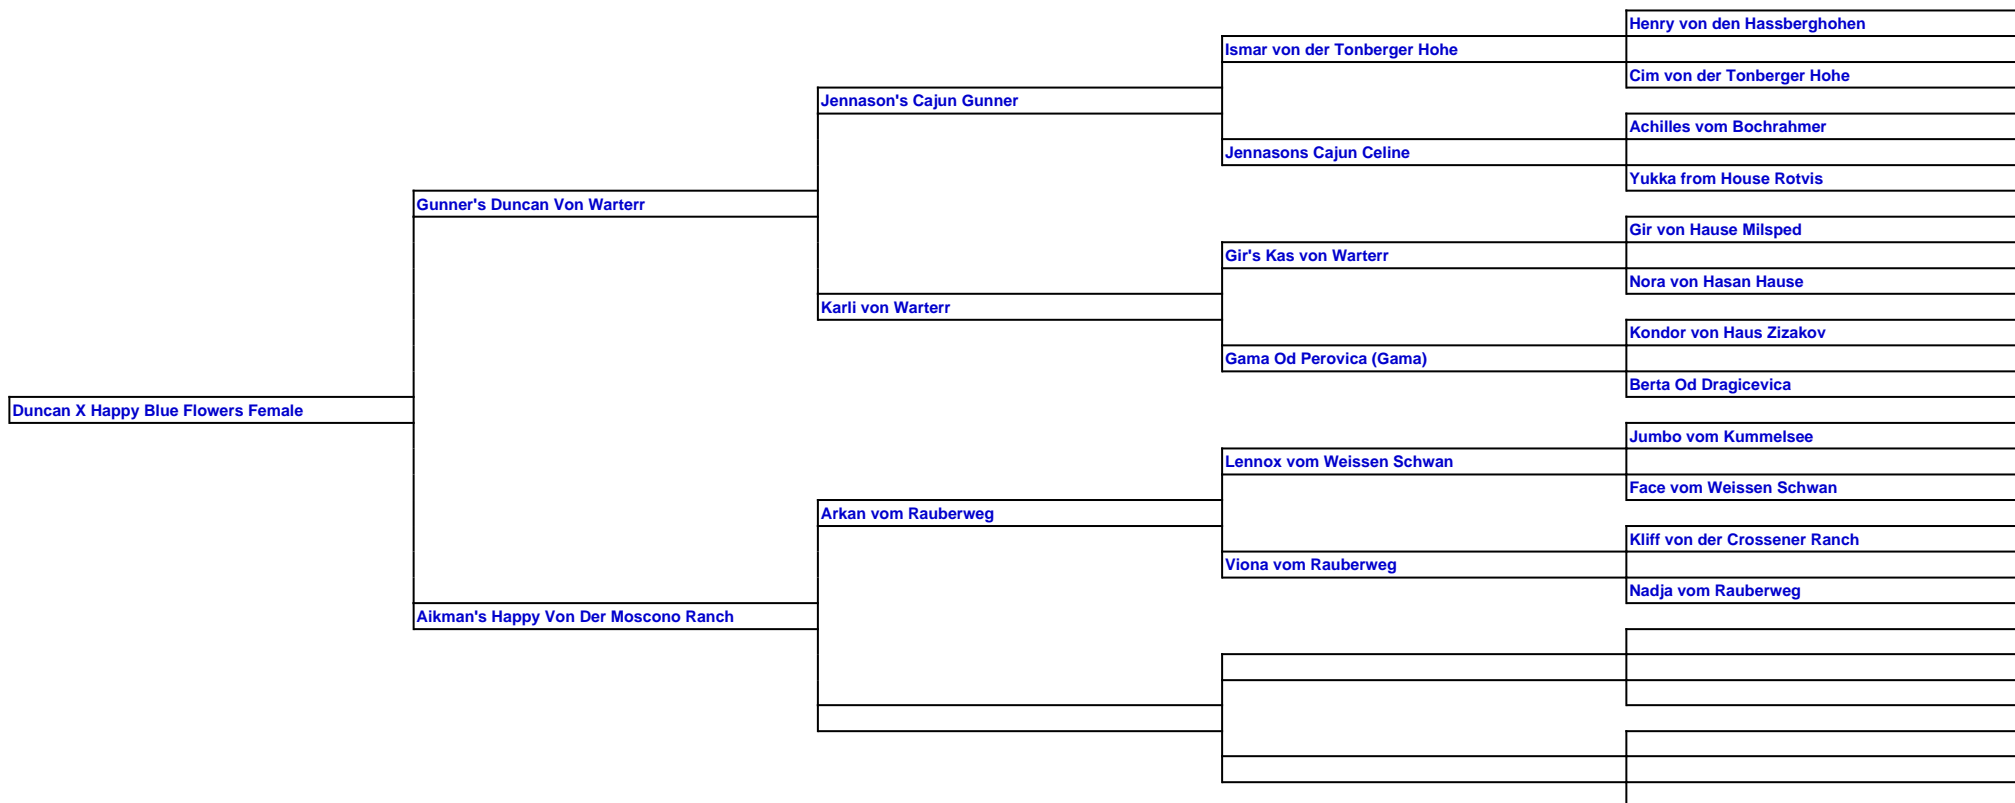 Henry von den Hassberghohen
Ismar von der Tonberger Hohe
Cim von der Tonberger Hohe
Jennason's Cajun Gunner
Achilles vom Bochrahmer
Jennasons Cajun Celine
Yukka from House Rotvis
Gunner's Duncan Von Warterr
Gir von Hause Milsped
Gir's Kas von Warterr
Nora von Hasan Hause
Karli von Warterr
Kondor von Haus Zizakov
Gama Od Perovica (Gama)
Berta Od Dragicevica
Duncan X Happy Blue Flowers Female
Jumbo vom Kummelsee
Lennox vom Weissen Schwan
Face vom Weissen Schwan
Arkan vom Rauberweg
Kliff von der Crossener Ranch
Viona vom Rauberweg
Nadja vom Rauberweg
Aikman's Happy Von Der Moscono Ranch